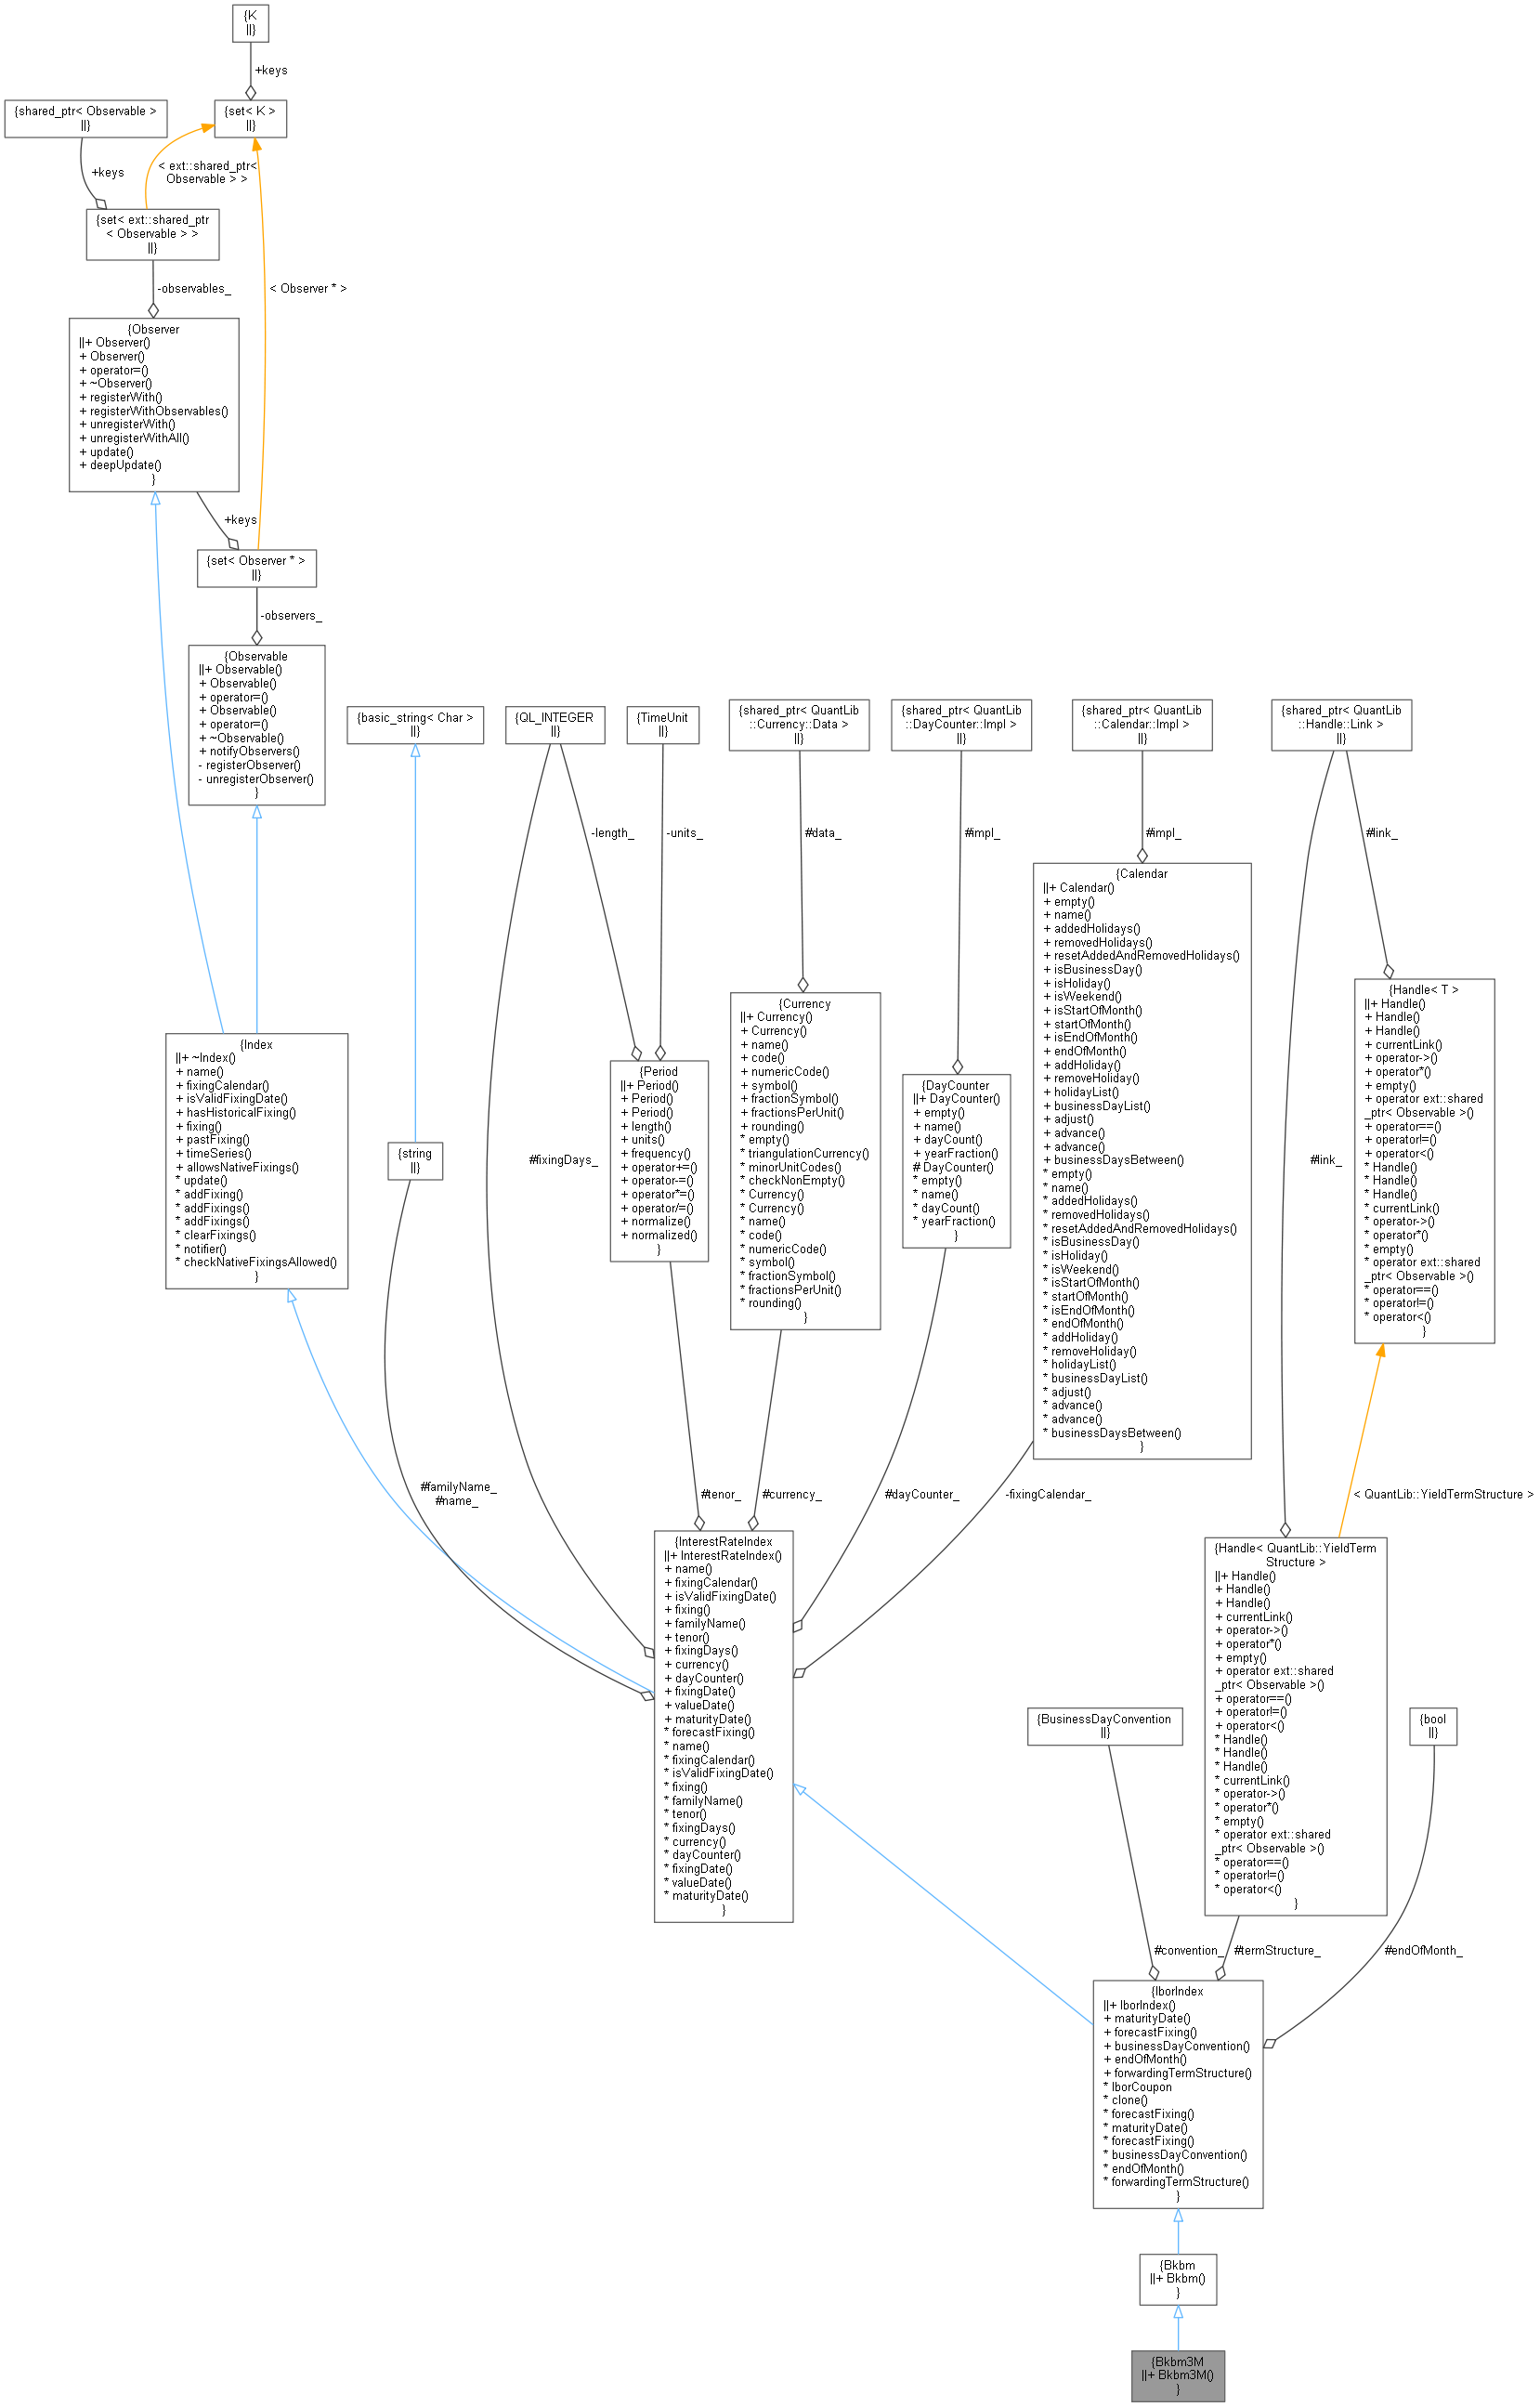 {K
||}
+keys
{shared_ptr< Observable >
||}
{set< K >
||}
+keys
< ext::shared_ptr<
Observable > >
{set< ext::shared_ptr
< Observable > >
||}
-observables_
< Observer * >
{Observer
||+ Observer()
+ Observer()
+ operator=()
+ ~Observer()
+ registerWith()
+ registerWithObservables()
+ unregisterWith()
+ unregisterWithAll()
+ update()
+ deepUpdate()
}
+keys
{set< Observer * >
||}
-observers_
{Observable
||+ Observable()
+ Observable()
+ operator=()
+ Observable()
+ operator=()
+ ~Observable()
+ notifyObservers()
- registerObserver()
- unregisterObserver()
}
{basic_string< Char >
||}
{QL_INTEGER
||}
{TimeUnit
||}
{shared_ptr< QuantLib
::Currency::Data >
||}
{shared_ptr< QuantLib
::DayCounter::Impl >
||}
{shared_ptr< QuantLib
::Calendar::Impl >
||}
{shared_ptr< QuantLib
::Handle::Link >
||}
-length_
-units_
#data_
#impl_
#impl_
#link_
{Calendar
||+ Calendar()
+ empty()
+ name()
+ addedHolidays()
+ removedHolidays()
+ resetAddedAndRemovedHolidays()
+ isBusinessDay()
+ isHoliday()
+ isWeekend()
+ isStartOfMonth()
+ startOfMonth()
+ isEndOfMonth()
+ endOfMonth()
+ addHoliday()
+ removeHoliday()
+ holidayList()
+ businessDayList()
+ adjust()
+ advance()
+ advance()
+ businessDaysBetween()
* empty()
* name()
* addedHolidays()
* removedHolidays()
* resetAddedAndRemovedHolidays()
* isBusinessDay()
* isHoliday()
* isWeekend()
* isStartOfMonth()
* startOfMonth()
* isEndOfMonth()
* endOfMonth()
* addHoliday()
* removeHoliday()
* holidayList()
* businessDayList()
* adjust()
* advance()
* advance()
* businessDaysBetween()
}
{Handle< T >
||+ Handle()
+ Handle()
+ Handle()
+ currentLink()
+ operator->()
+ operator*()
+ empty()
+ operator ext::shared
_ptr< Observable >()
+ operator==()
+ operator!=()
+ operator<()
* Handle()
* Handle()
* Handle()
* currentLink()
* operator->()
* operator*()
* empty()
* operator ext::shared
_ptr< Observable >()
* operator==()
* operator!=()
* operator<()
}
{Currency
||+ Currency()
+ Currency()
+ name()
+ code()
+ numericCode()
+ symbol()
+ fractionSymbol()
+ fractionsPerUnit()
+ rounding()
* empty()
* triangulationCurrency()
* minorUnitCodes()
* checkNonEmpty()
* Currency()
* Currency()
* name()
* code()
* numericCode()
* symbol()
* fractionSymbol()
* fractionsPerUnit()
* rounding()
}
{Index
||+ ~Index()
+ name()
+ fixingCalendar()
+ isValidFixingDate()
+ hasHistoricalFixing()
+ fixing()
+ pastFixing()
+ timeSeries()
+ allowsNativeFixings()
* update()
* addFixing()
* addFixings()
* addFixings()
* clearFixings()
* notifier()
* checkNativeFixingsAllowed()
}
{Period
||+ Period()
+ Period()
+ Period()
+ length()
+ units()
+ frequency()
+ operator+=()
+ operator-=()
+ operator*=()
+ operator/=()
+ normalize()
+ normalized()
}
{DayCounter
||+ DayCounter()
+ empty()
+ name()
+ dayCount()
+ yearFraction()
# DayCounter()
* empty()
* name()
* dayCount()
* yearFraction()
}
{string
||}
#fixingDays_
#link_
#familyName_
#name_
#tenor_
#currency_
#dayCounter_
-fixingCalendar_
< QuantLib::YieldTermStructure >
{InterestRateIndex
||+ InterestRateIndex()
+ name()
+ fixingCalendar()
+ isValidFixingDate()
+ fixing()
+ familyName()
+ tenor()
+ fixingDays()
+ currency()
+ dayCounter()
+ fixingDate()
+ valueDate()
+ maturityDate()
* forecastFixing()
* name()
* fixingCalendar()
* isValidFixingDate()
* fixing()
* familyName()
* tenor()
* fixingDays()
* currency()
* dayCounter()
* fixingDate()
* valueDate()
* maturityDate()
}
{Handle< QuantLib::YieldTerm
Structure >
||+ Handle()
+ Handle()
+ Handle()
+ currentLink()
+ operator->()
+ operator*()
+ empty()
+ operator ext::shared
_ptr< Observable >()
+ operator==()
+ operator!=()
+ operator<()
* Handle()
* Handle()
* Handle()
* currentLink()
* operator->()
* operator*()
* empty()
* operator ext::shared
_ptr< Observable >()
* operator==()
* operator!=()
* operator<()
}
{BusinessDayConvention
||}
{bool
||}
#convention_
#termStructure_
#endOfMonth_
{IborIndex
||+ IborIndex()
+ maturityDate()
+ forecastFixing()
+ businessDayConvention()
+ endOfMonth()
+ forwardingTermStructure()
* IborCoupon
* clone()
* forecastFixing()
* maturityDate()
* forecastFixing()
* businessDayConvention()
* endOfMonth()
* forwardingTermStructure()
}
{Bkbm
||+ Bkbm()
}
{Bkbm3M
||+ Bkbm3M()
}